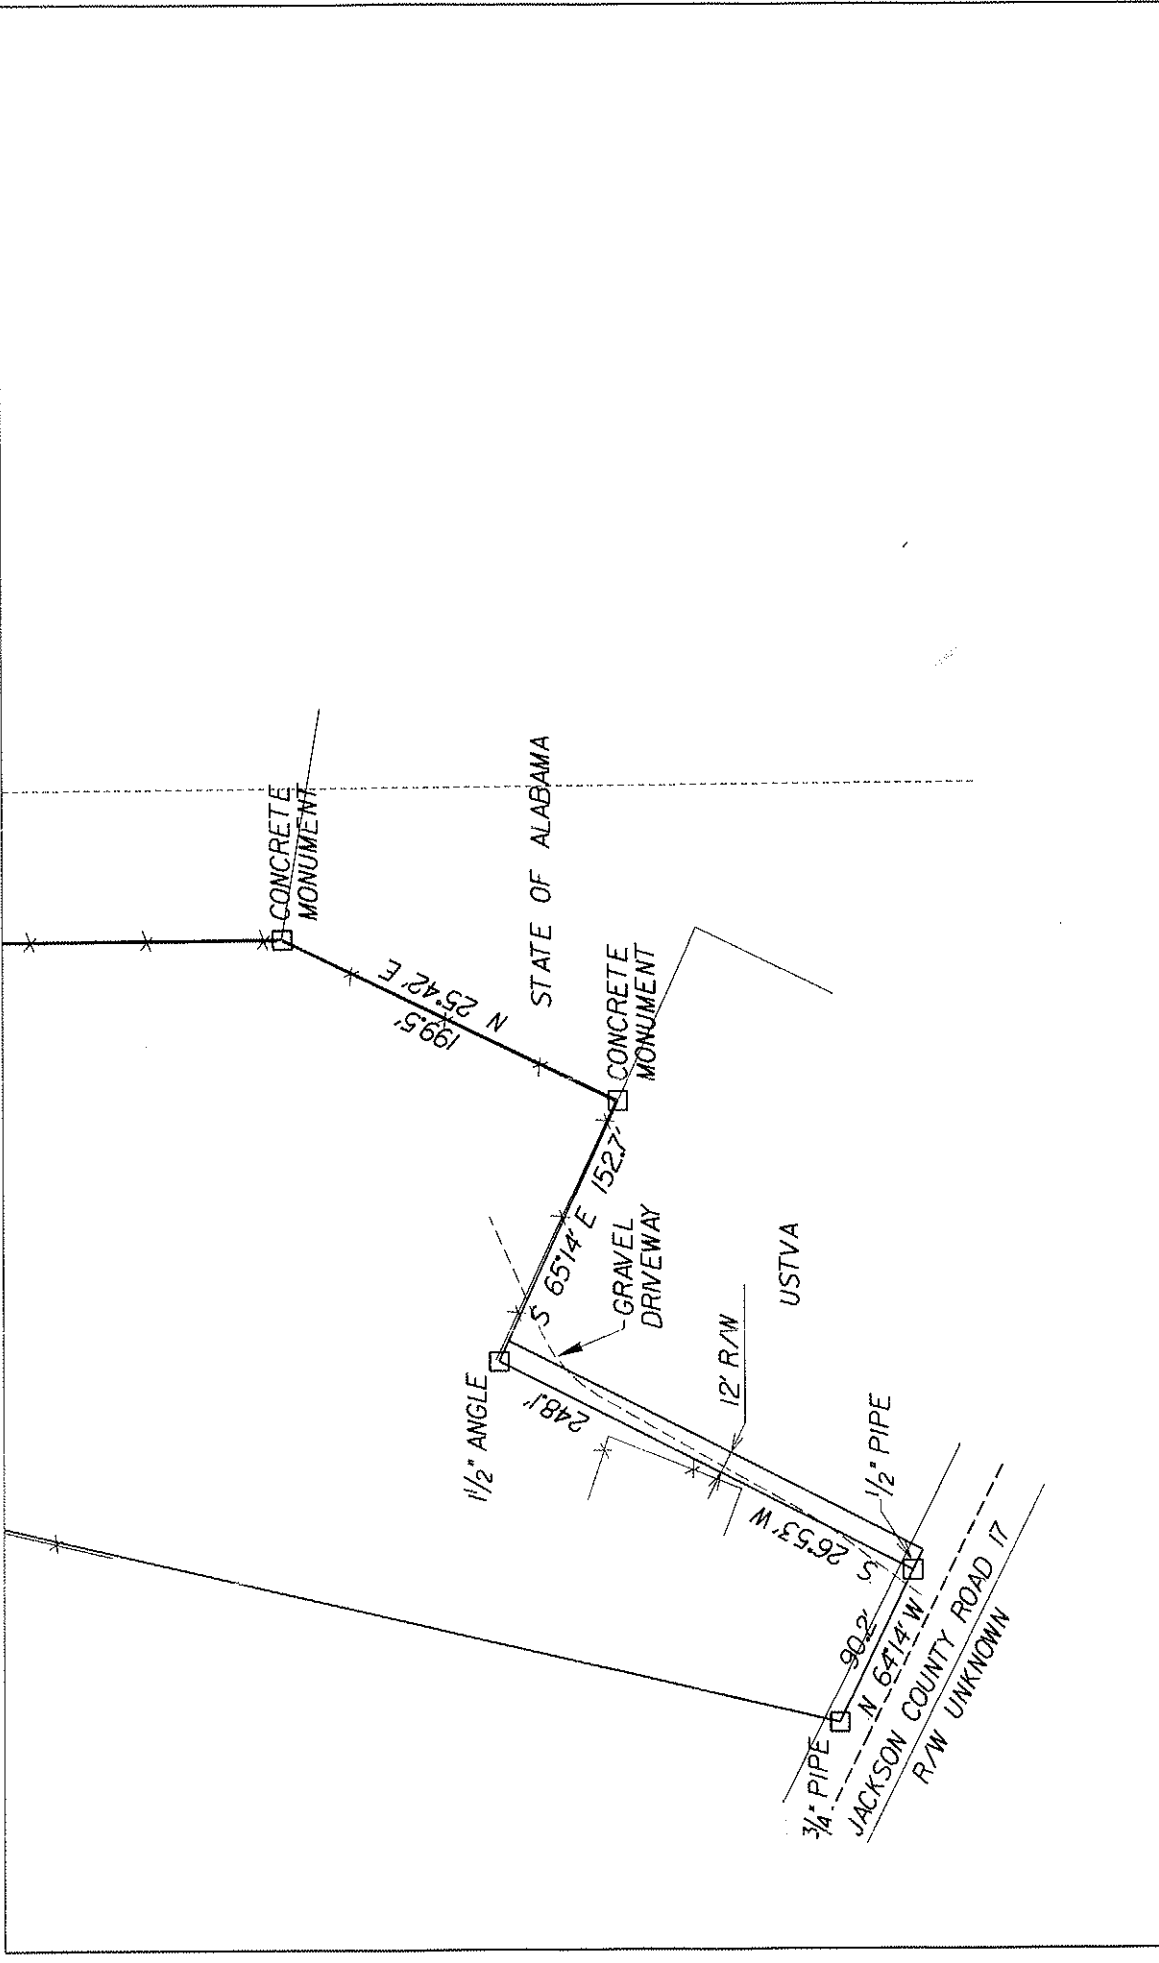 CONCRETE
MONUMENT
N 25°42' E
199.5'
STATE OF ALABAMA
CONCRETE
MONUMENT
S 65°14' E 152.7'
GRAVEL
DRIVEWAY
1½" ANGLE
248.1'
S 26°53' W
12' R/W
USTVA
½" PIPE
90.2'
N 64°14' W
¾" PIPE
JACKSON COUNTY ROAD 17
R/W UNKNOWN